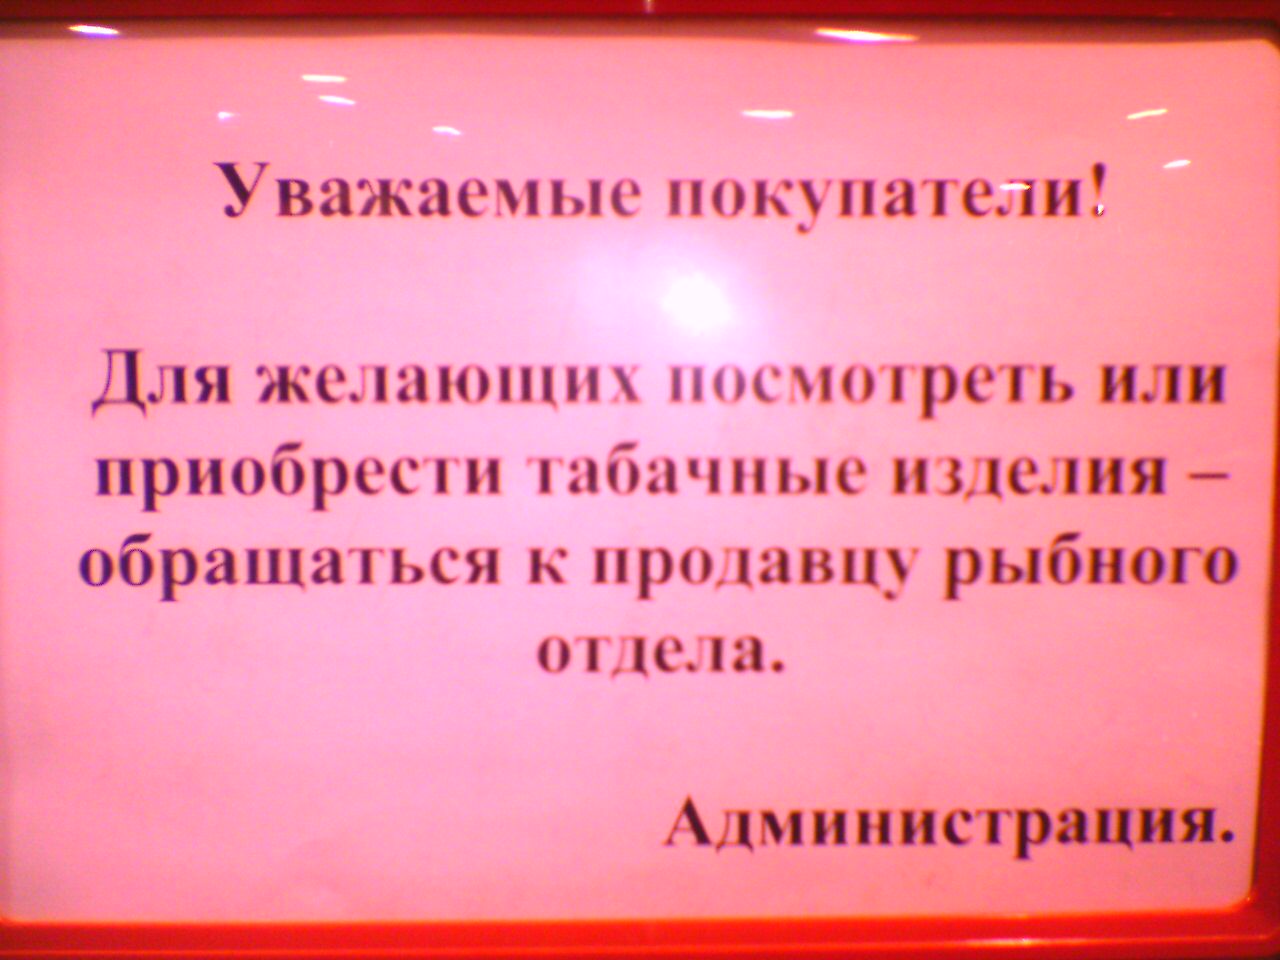 Уважаемые покупатели!
Для желающих посмотреть или
приобрести табачные изделия –
обращаться к продавцу рыбного
отдела.
Администрация.